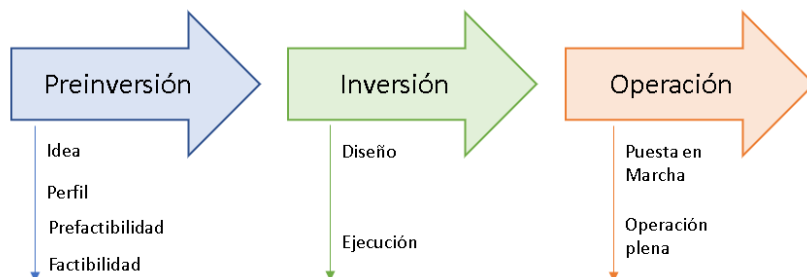 Preinversión
Inversión
Operación
Idea
Perfil
Prefactibilidad
Factibilidad
Diseño
Ejecución
Puesta en
Marcha
Operación
plena